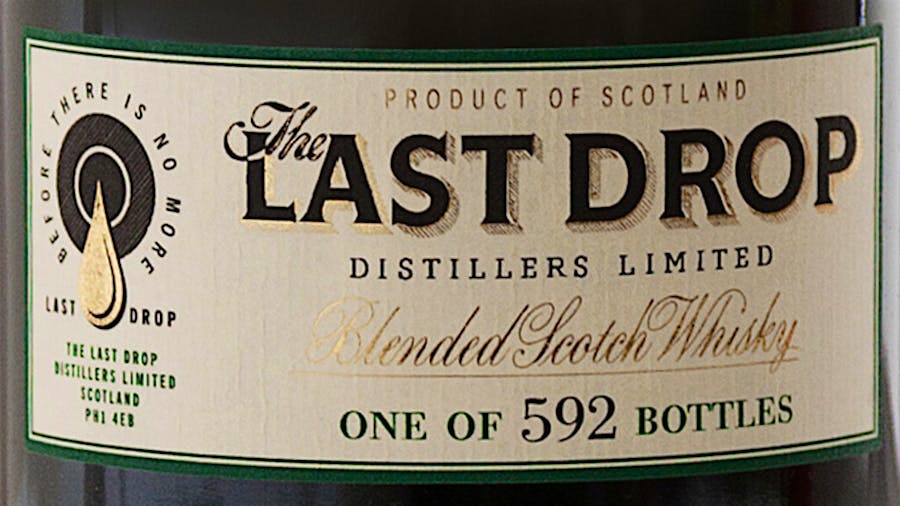 BEFORE THERE IS NO MORE
LAST DROP
THE LAST DROP
DISTILLERS LIMITED
SCOTLAND
PH1 4EB
PRODUCT OF SCOTLAND
The LAST DROP
DISTILLERS LIMITED
Blended Scotch Whisky
ONE OF 592 BOTTLES